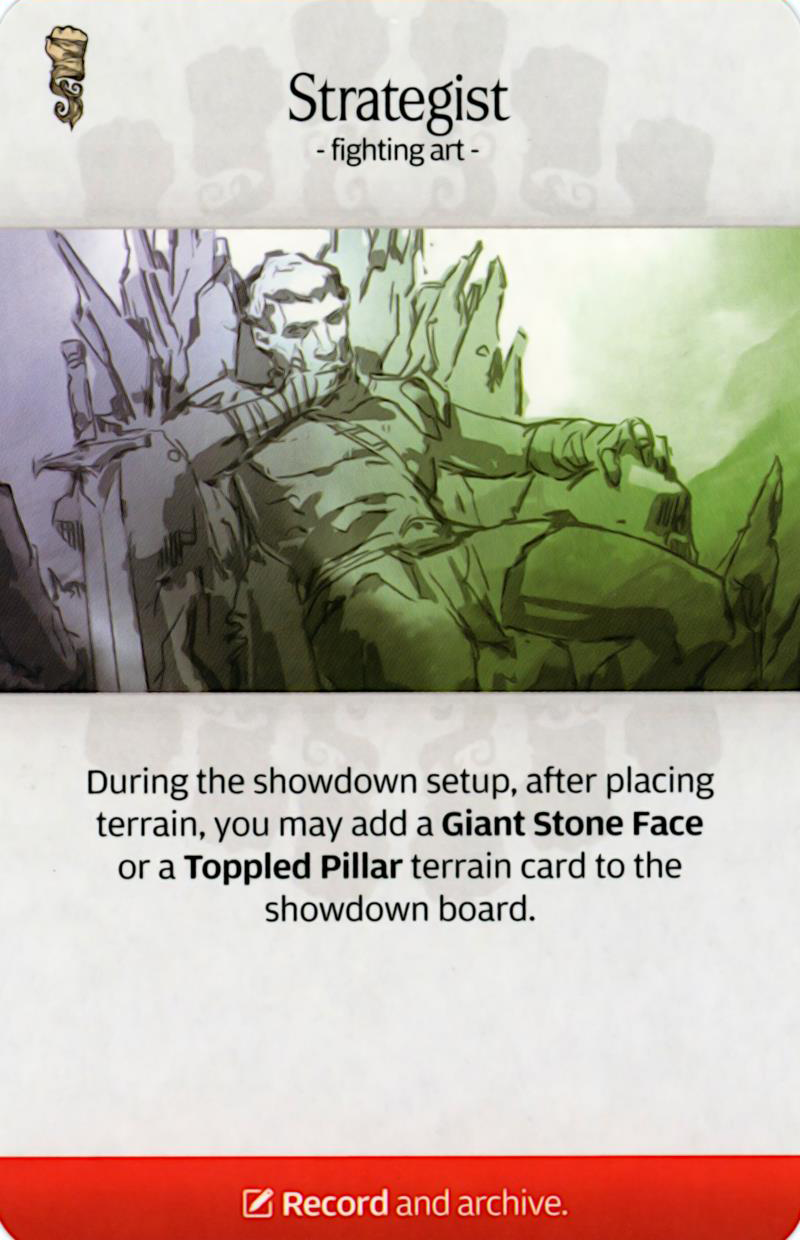 Strategist
- fighting art -
During the showdown setup, after placing
terrain, you may add a Giant Stone Face
or a Toppled Pillar terrain card to the
showdown board.
Record and archive.